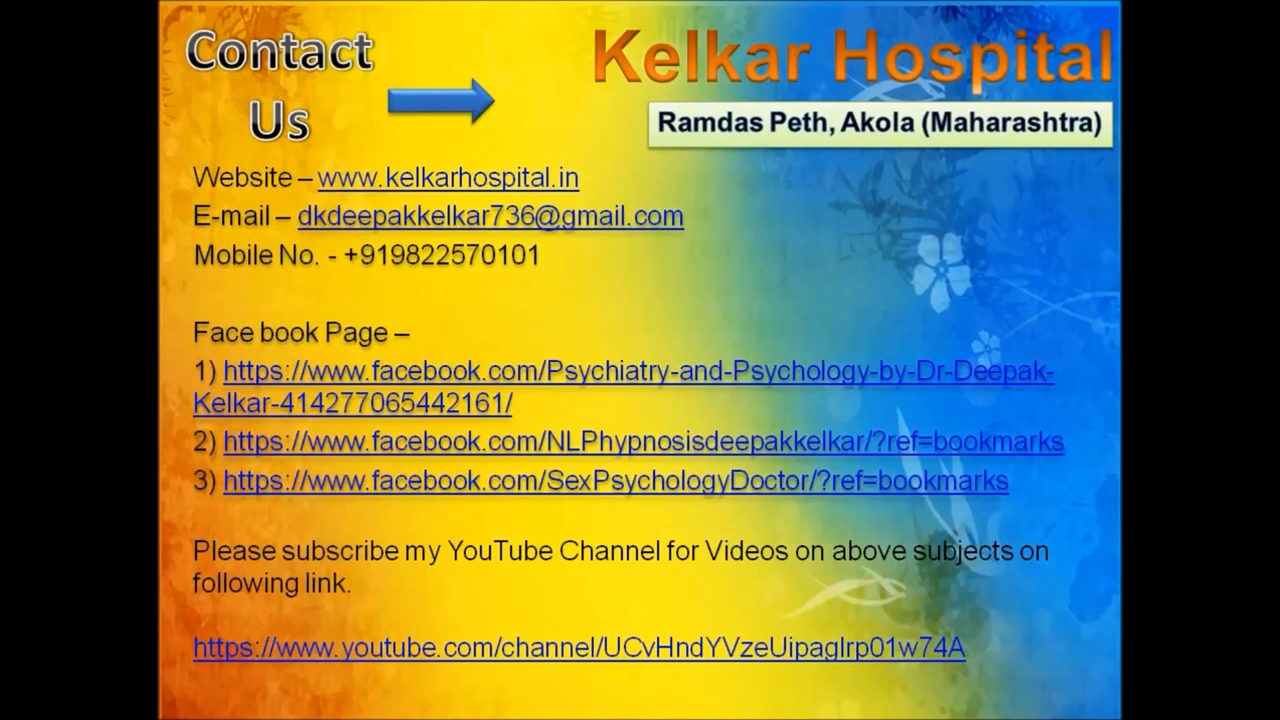 Contact
Us
Kelkar Hospital
Ramdas Peth, Akola (Maharashtra)
Website – www.kelkarhospital.in
E-mail – dkdeepakkelkar736@gmail.com
Mobile No. - +919822570101
Face book Page –
1) https://www.facebook.com/Psychiatry-and-Psychology-by-Dr-Deepak-
Kelkar-414277065442161/
2) https://www.facebook.com/NLPhypnosisdeepakkelkar/?ref=bookmarks
3) https://www.facebook.com/SexPsychologyDoctor/?ref=bookmarks
Please subscribe my YouTube Channel for Videos on above subjects on
following link.
https://www.youtube.com/channel/UCvHndYVzeUipaglrp01w74A